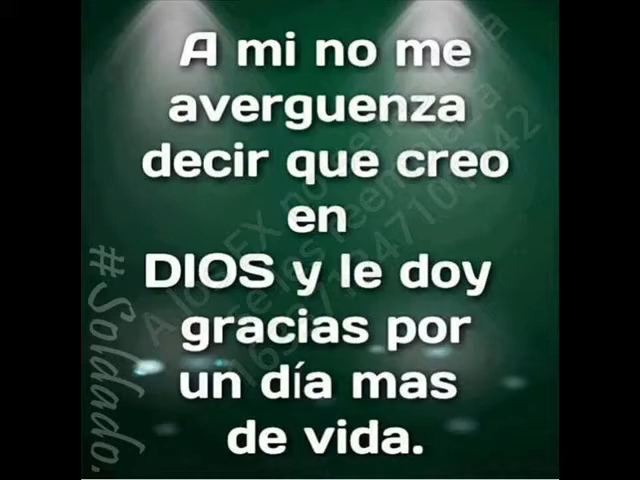 A mi no me
averguenza
decir que creo
en
DIOS y le doy
gracias por
un día mas
de vida.
#Soldado.